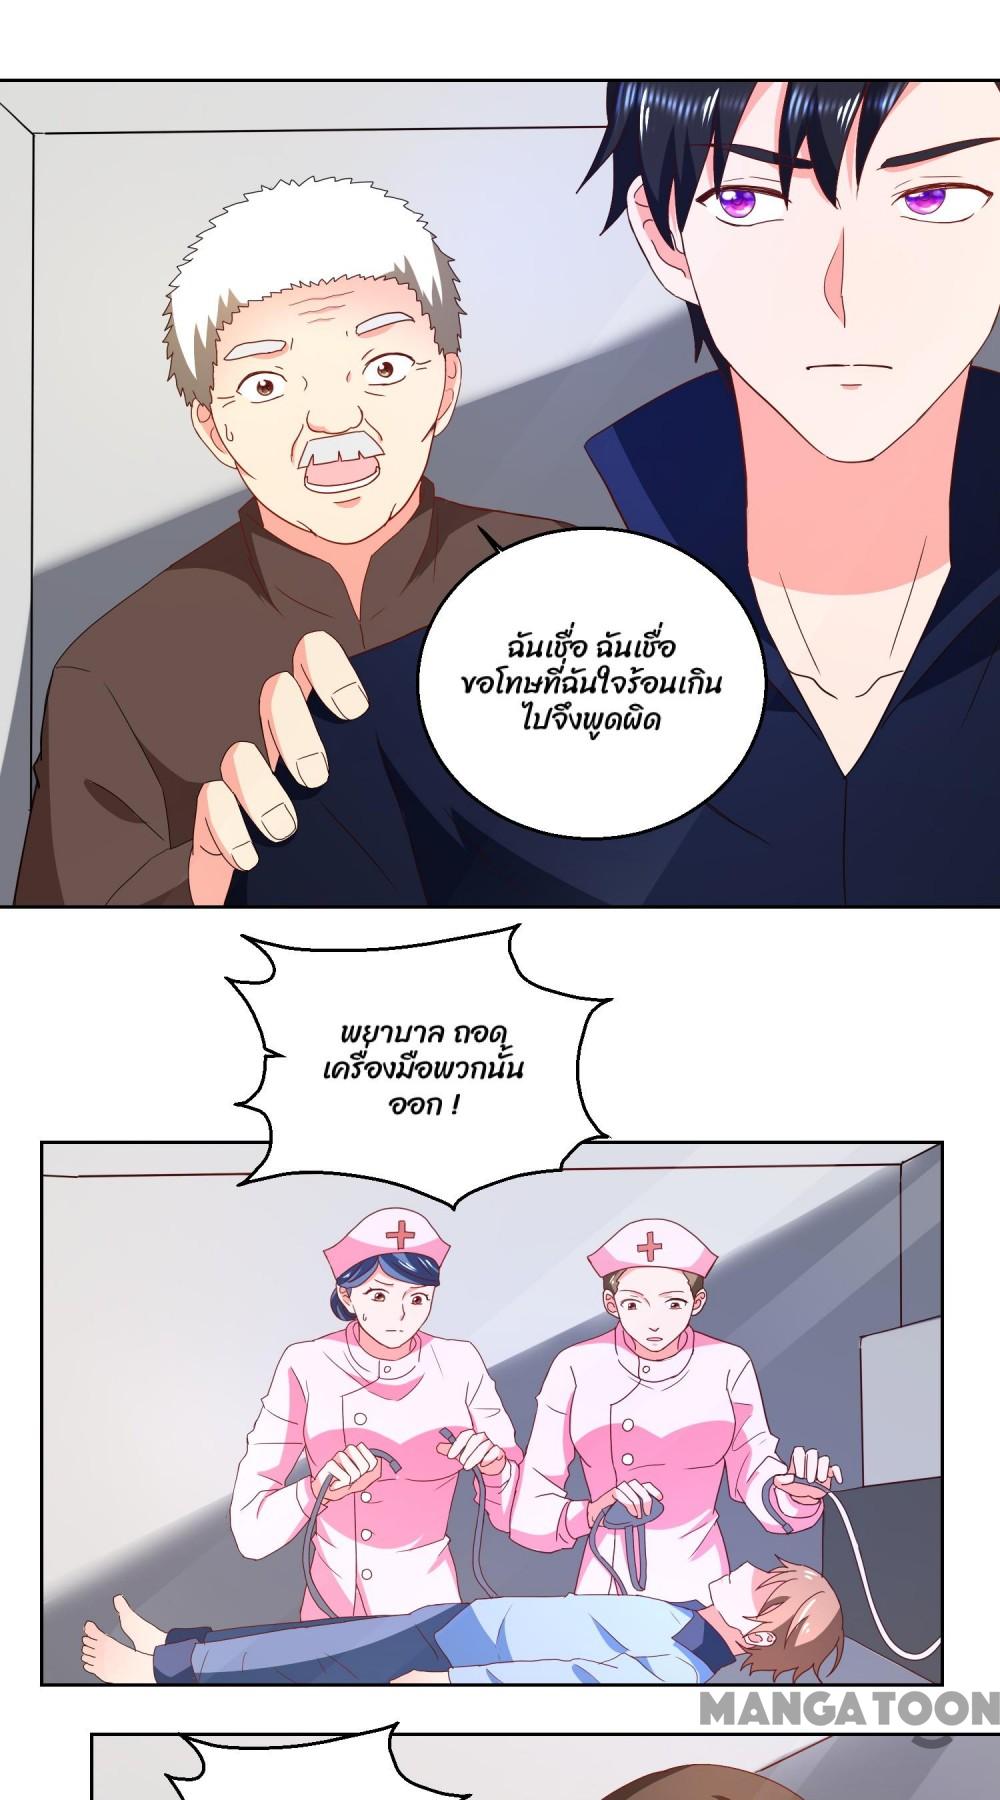 ฉันเชื่อ ฉันเชื่อ
ขอโทษที่ฉันใจร้อนเกิน
ไปจึงพูดผิด
พยาบาล ถอด
เครื่องมือพวกนั้น
ออก !
MANGATOON